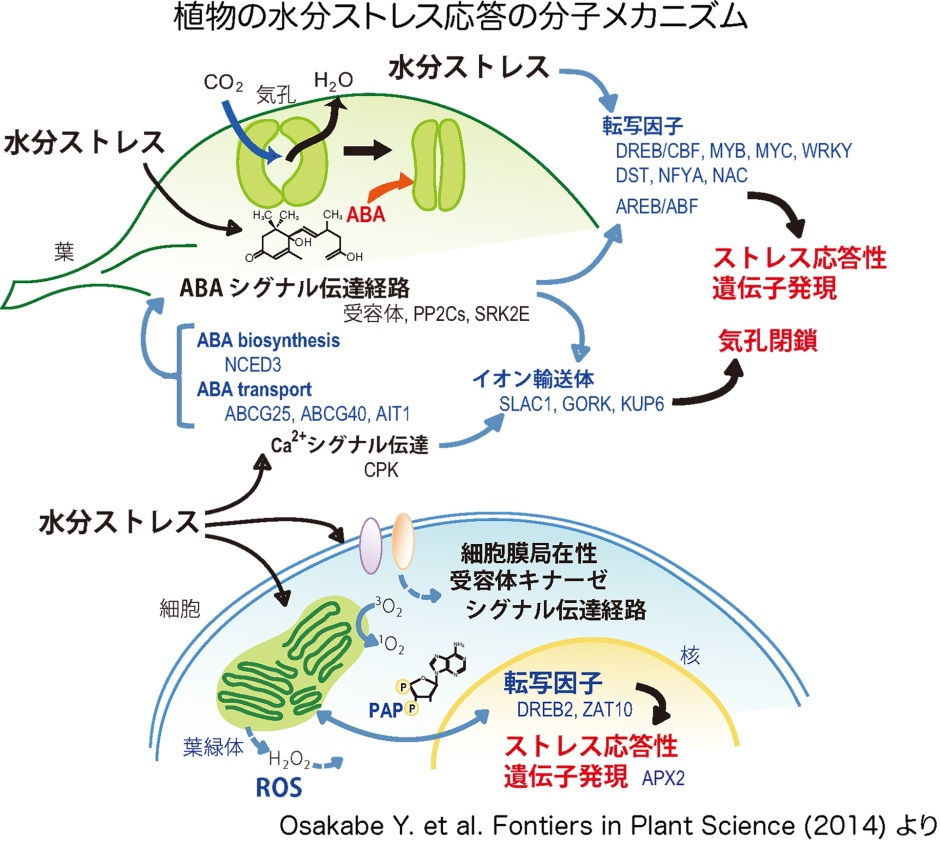 植物の水分ストレス応答の分子メカニズム
水分ストレス
CO2
気孔
H2O
水分ストレス
転写因子
DREB/CBF, MYB, MYC, WRKY
DST, NFYA, NAC
AREB/ABF
ABA
H3C
CH3
CH3
OH
O
OH
葉
ABA シグナル伝達経路
受容体, PP2Cs, SRK2E
ストレス応答性
遺伝子発現
ABA biosynthesis
NCED3
ABA transport
ABCG25, ABCG40, AIT1
イオン輸送体
SLAC1, GORK, KUP6
気孔閉鎖
Ca2+シグナル伝達
CPK
水分ストレス
細胞膜局在性
受容体キナーゼ
シグナル伝達経路
細胞
3O2
1O2
NH2
N
N
N
N
O
P
PAP
P
核
転写因子
DREB2, ZAT10
葉緑体
H2O2
ROS
ストレス応答性
遺伝子発現 APX2
Osakabe Y. et al. Fontiers in Plant Science (2014) より